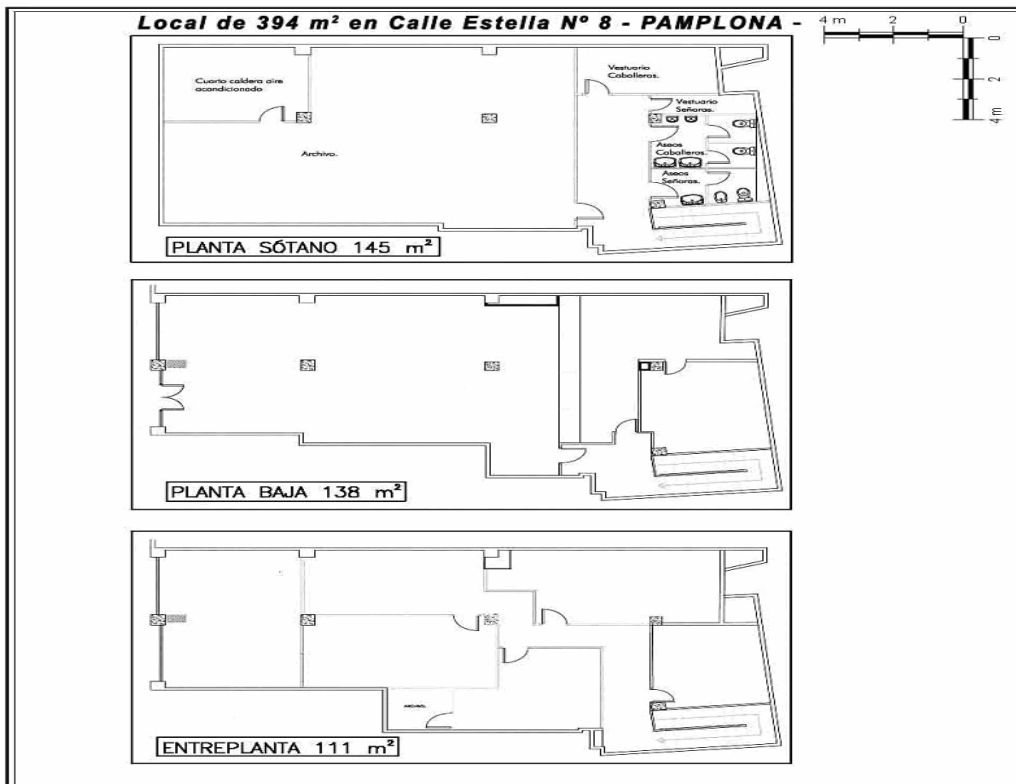 Local de 394 m² en Calle Estella Nº 8 - PAMPLONA -
4 m 2 0
0
2
4 m
Cuarto caldera aire
acondicionado
Vestuario
Caballeros.
Vestuario
Señoras.
Archivo.
Aseos
Caballeros.
Aseos
Señoras.
PLANTA SÓTANO 145 m²
PLANTA BAJA 138 m²
ENTREPLANTA 111 m²